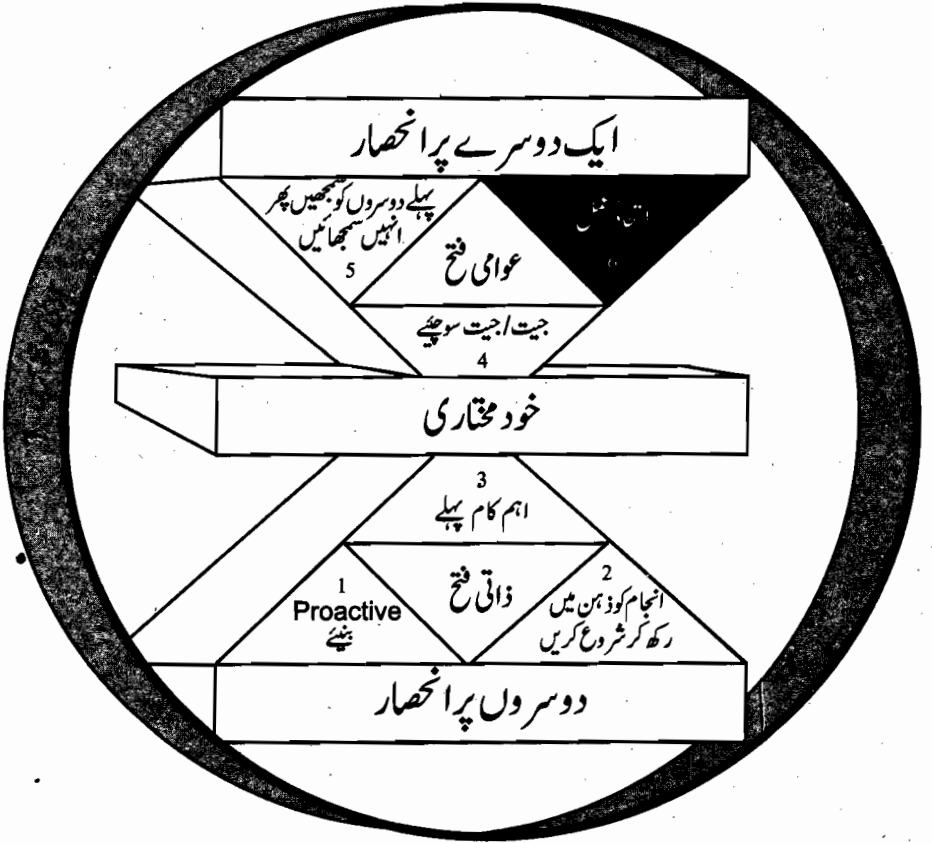 ایک دوسرے پر انحصار
پہلے دوسروں کو سمجھیں پھر
انہیں سمجھائیں
5
عوامی فتح
جیت/جیت سوچیئے
4
خود مختاری
3
اہم کام پہلے
ذاتی فتح
1
Proactive
بنیئے
2
انجام کو ذہن میں
رکھ کر شروع کریں
دوسروں پر انحصار